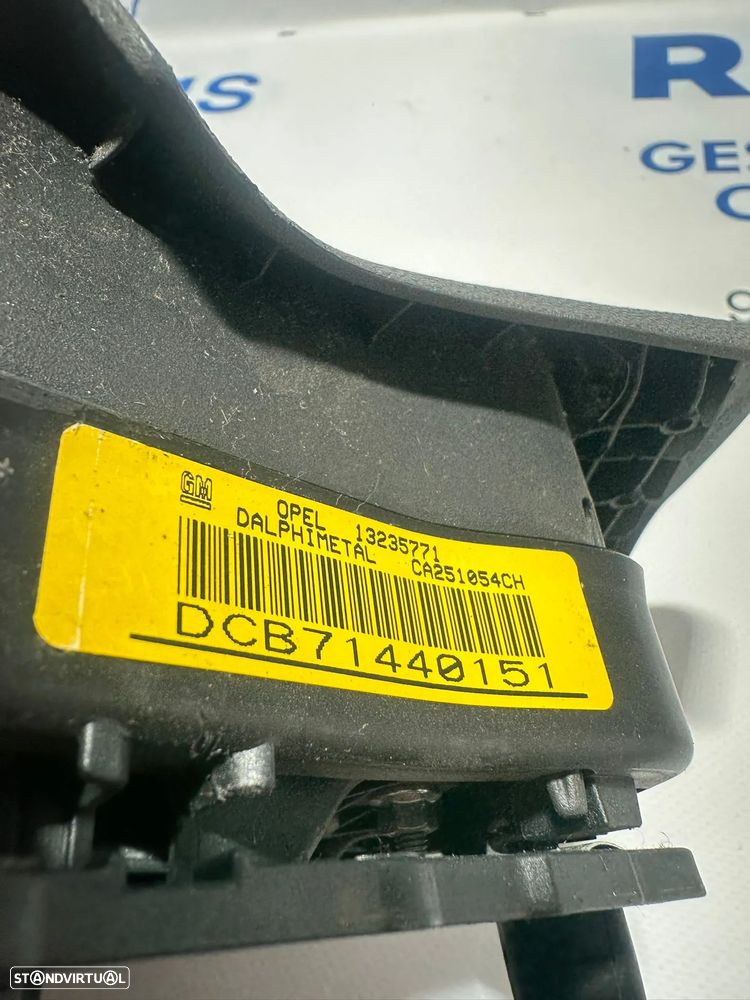 GM
OPEL 13235771
DALPHIMETAL CA251054CH
DCB71440151
STANDVIRTUAL